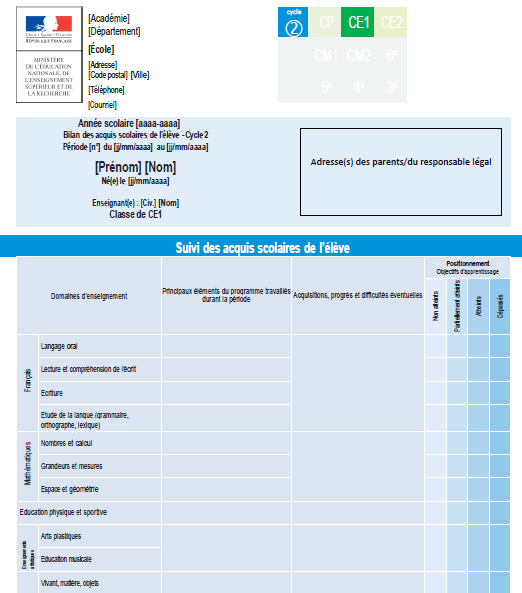 Liberté • Égalité • Fraternité
RÉPUBLIQUE FRANÇAISE
MINISTÈRE
DE L'ÉDUCATION
NATIONALE, DE
L'ENSEIGNEMENT
SUPÉRIEUR ET DE
LA RECHERCHE
[Académie]
[Département]
[École]
[Adresse]
[Code postal] [Ville]
[Téléphone]
[Courriel]
cycle
2
CP CE1 CE2
CM1 CM2 6e
5e 4e 3e
Année scolaire [aaaa-aaaa]
Bilan des acquis scolaires de l'élève - Cycle 2
Période [n°] du [jj/mm/aaaa] au [jj/mm/aaaa]
[Prénom] [Nom]
Né(e) le [jj/mm/aaaa]
Enseignant(e) : [Civ.] [Nom]
Classe de CE1
Adresse(s) des parents/du responsable légal
Suivi des acquis scolaires de l'élève
Domaines d'enseignement
Principaux éléments du programme travaillés
durant la période
Acquisitions, progrès et difficultés éventuelles
Positionnement
Objectifs d'apprentissage
Non atteints
Partiellement atteints
Atteints
Dépassés
Français
Langage oral
Lecture et compréhension de l'écrit
Ecriture
Etude de la langue (grammaire,
orthographe, lexique)
Mathématiques
Nombres et calcul
Grandeurs et mesures
Espace et géométrie
Education physique et sportive
Enseignements
artistiques
Arts plastiques
Education musicale
Vivant, matière, objets